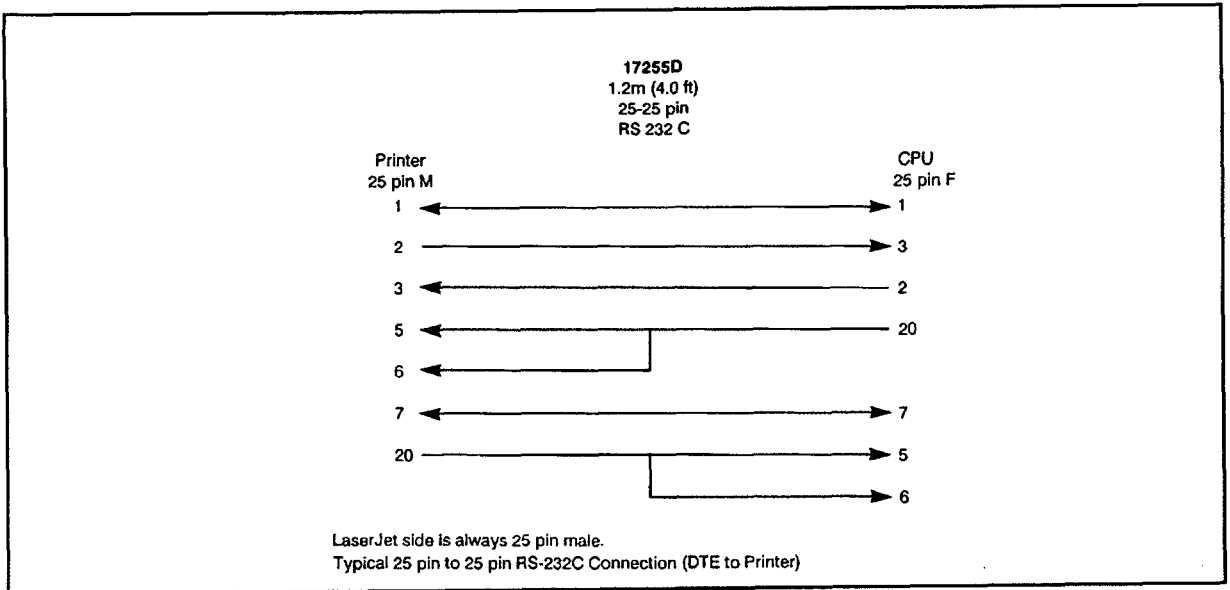 17255D
1.2m (4.0 ft)
25-25 pin
RS 232 C
Printer
25 pin M
CPU
25 pin F
1 1
2 3
3 2
5 20
6
7 7
20 5
6
LaserJet side is always 25 pin male.
Typical 25 pin to 25 pin RS-232C Connection (DTE to Printer)